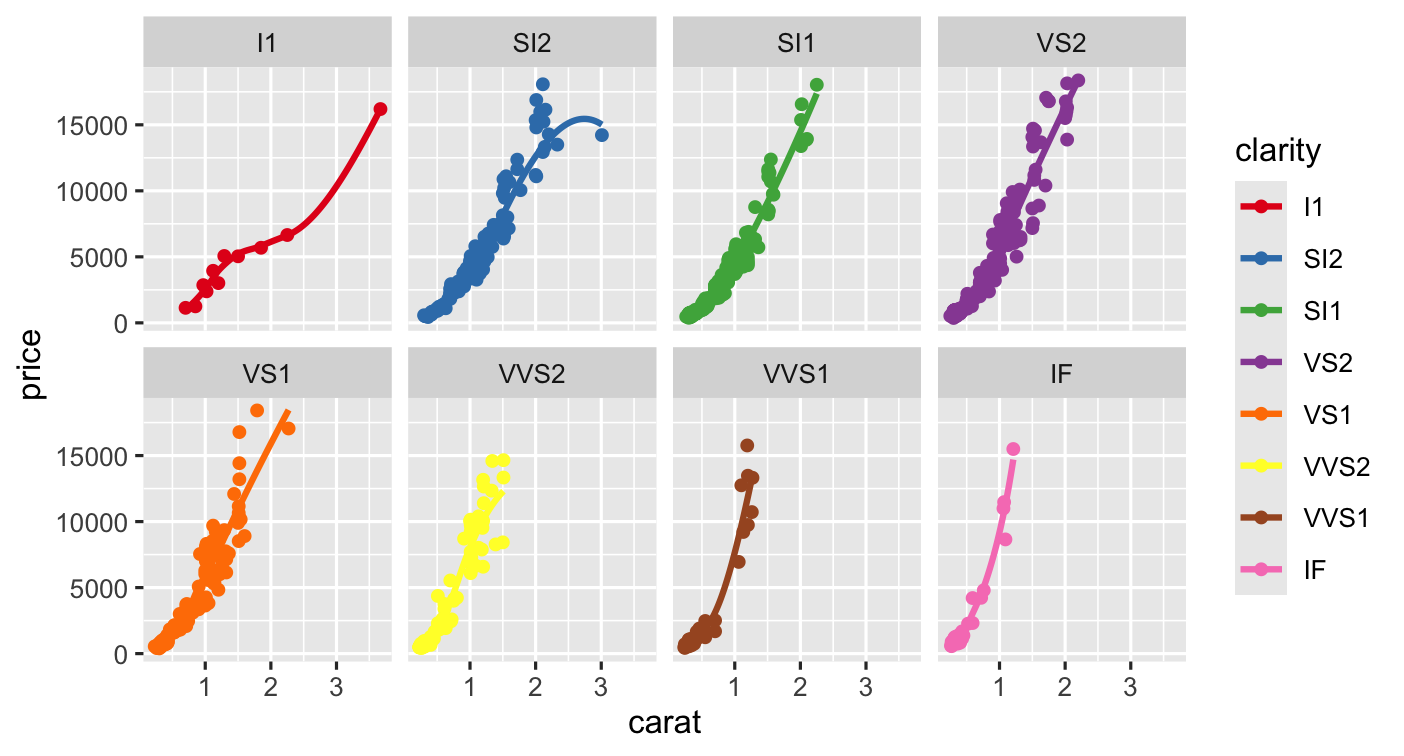 I1 SI2 SI1 VS2
15000
10000
5000
0
VS1 VVS2 VVS1 IF
15000
10000
5000
0
1 2 3 1 2 3 1 2 3 1 2 3
carat
price
clarity
I1
SI2
SI1
VS2
VS1
VVS2
VVS1
IF